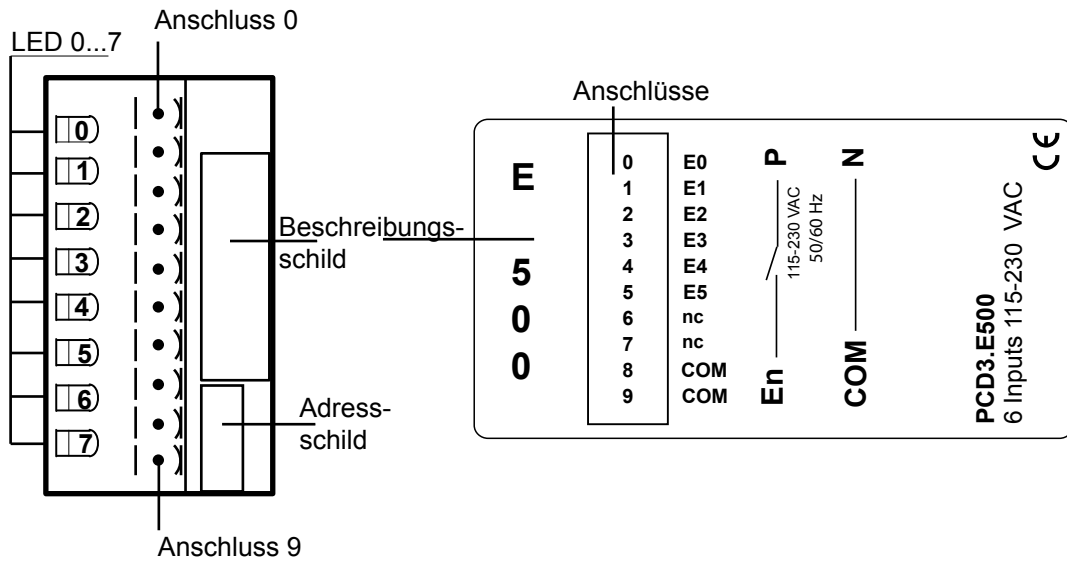 Anschluss 0
LED 0...7
0
1
2
3
4
5
6
7
Beschreibungs-
schild
Adress-
schild
Anschluss 9
Anschlüsse
E
5
0
0
0 E0
1 E1
2 E2
3 E3
4 E4
5 E5
6 nc
7 nc
8 COM
9 COM
P
115-230 VAC
50/60 Hz
En
N
COM
PCD3.E500
6 Inputs 115-230 VAC
CE